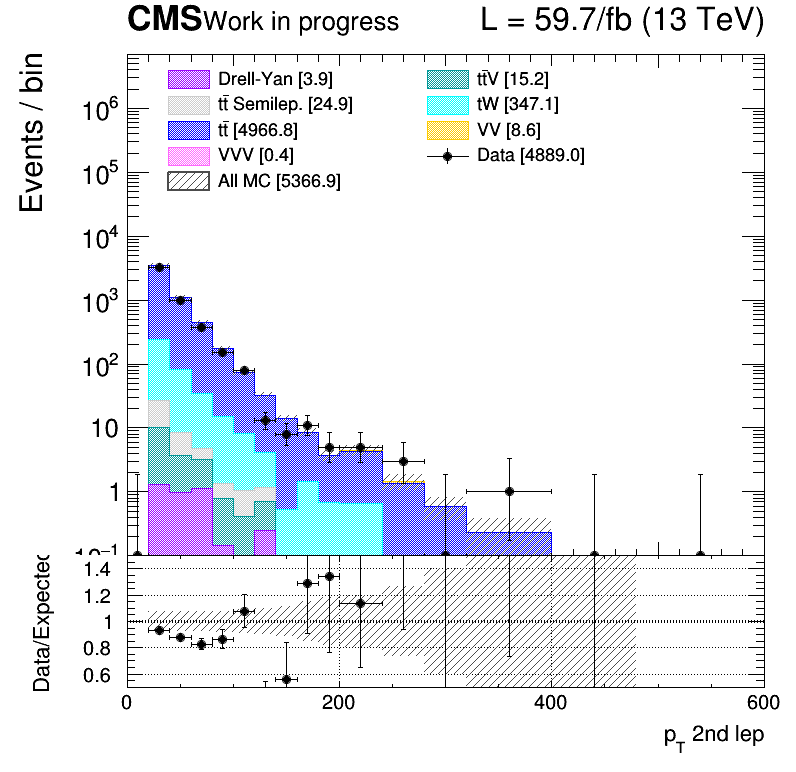 CMS Work in progress L = 59.7/fb (13 TeV)
Events / bin
Drell-Yan [3.9]
tt̄ Semilep. [24.9]
tt̄ [4966.8]
VVV [0.4]
All MC [5366.9]
tt̄V [15.2]
tW [347.1]
VV [8.6]
Data [4889.0]
10⁶
10⁵
10⁴
10³
10²
10
1
10⁻¹
Data/Expected
1.4
1.2
1
0.8
0.6
0 200 400 600
p_T 2nd lep